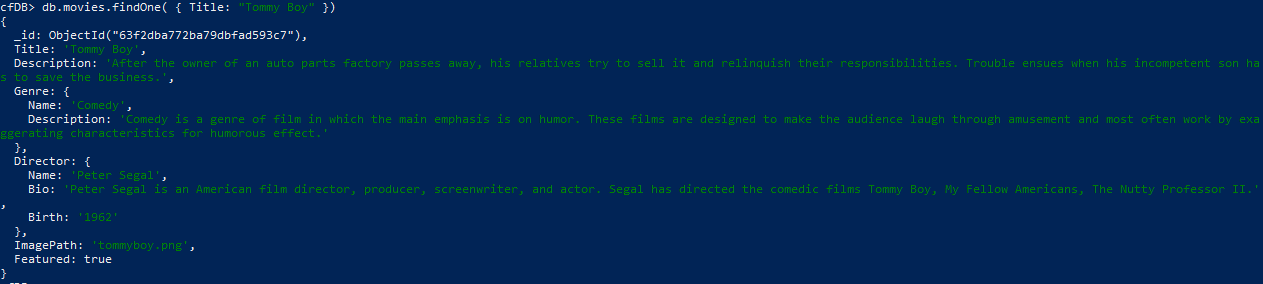 cfDB> db.movies.findOne( { Title: "Tommy Boy" })
{
  _id: ObjectId("63f2dba772ba79dbfad593c7"),
  Title: 'Tommy Boy',
  Description: 'After the owner of an auto parts factory passes away, his relatives try to sell it and relinquish their responsibilities. Trouble ensues when his incompetent son ha
s to save the business.',
  Genre: {
    Name: 'Comedy',
    Description: 'Comedy is a genre of film in which the main emphasis is on humor. These films are designed to make the audience laugh through amusement and most often work by exa
ggerating characteristics for humorous effect.'
  },
  Director: {
    Name: 'Peter Segal',
    Bio: 'Peter Segal is an American film director, producer, screenwriter, and actor. Segal has directed the comedic films Tommy Boy, My Fellow Americans, The Nutty Professor II.'
,
    Birth: '1962'
  },
  ImagePath: 'tommyboy.png',
  Featured: true
}